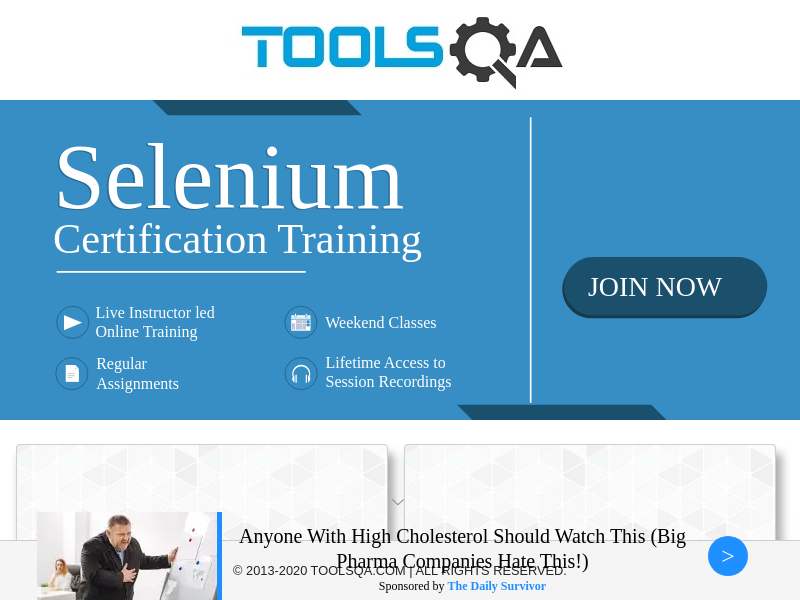 TOOLSQA
Selenium
Certification Training
JOIN NOW
Live Instructor led
Online Training
Weekend Classes
Regular
Assignments
Lifetime Access to
Session Recordings
Anyone With High Cholesterol Should Watch This (Big
Pharma Companies Hate This!)
© 2013-2020 TOOLSQA.COM | ALL RIGHTS RESERVED.
Sponsored by The Daily Survivor
>